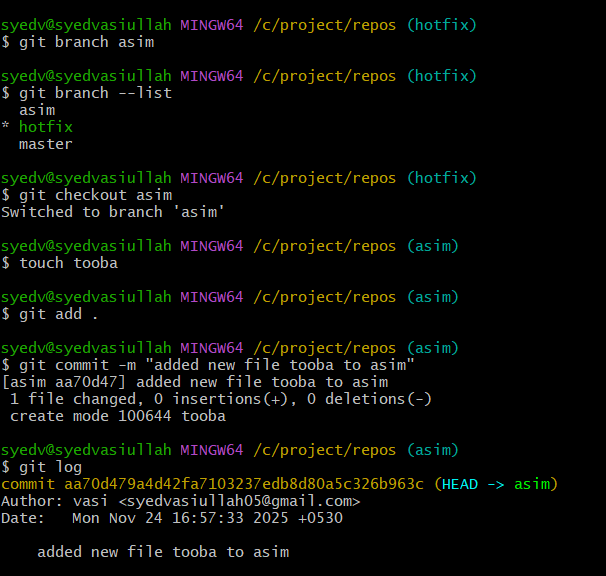 syedv@syedvasiullah MINGW64 /c/project/repos (hotfix)
$ git branch asim
syedv@syedvasiullah MINGW64 /c/project/repos (hotfix)
$ git branch --list
  asim
* hotfix
  master
syedv@syedvasiullah MINGW64 /c/project/repos (hotfix)
$ git checkout asim
Switched to branch 'asim'
syedv@syedvasiullah MINGW64 /c/project/repos (asim)
$ touch tooba
syedv@syedvasiullah MINGW64 /c/project/repos (asim)
$ git add .
syedv@syedvasiullah MINGW64 /c/project/repos (asim)
$ git commit -m "added new file tooba to asim"
[asim aa70d47] added new file tooba to asim
 1 file changed, 0 insertions(+), 0 deletions(-)
 create mode 100644 tooba
syedv@syedvasiullah MINGW64 /c/project/repos (asim)
$ git log
commit aa70d479a4d42fa7103237edb8d80a5c326b963c (HEAD -> asim)
Author: vasi <syedvasiullah05@gmail.com>
Date:   Mon Nov 24 16:57:33 2025 +0530
    added new file tooba to asim